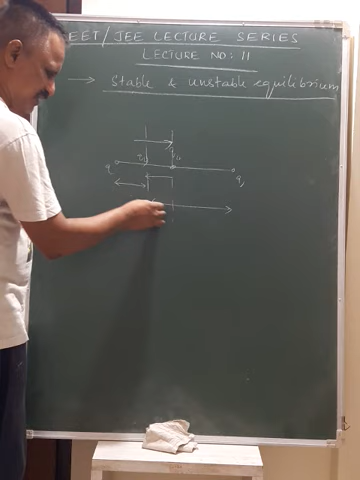 EET/JEE LECTURE SERIES
LECTURE NO: 11
→ Stable & unstable equilibrium
q q